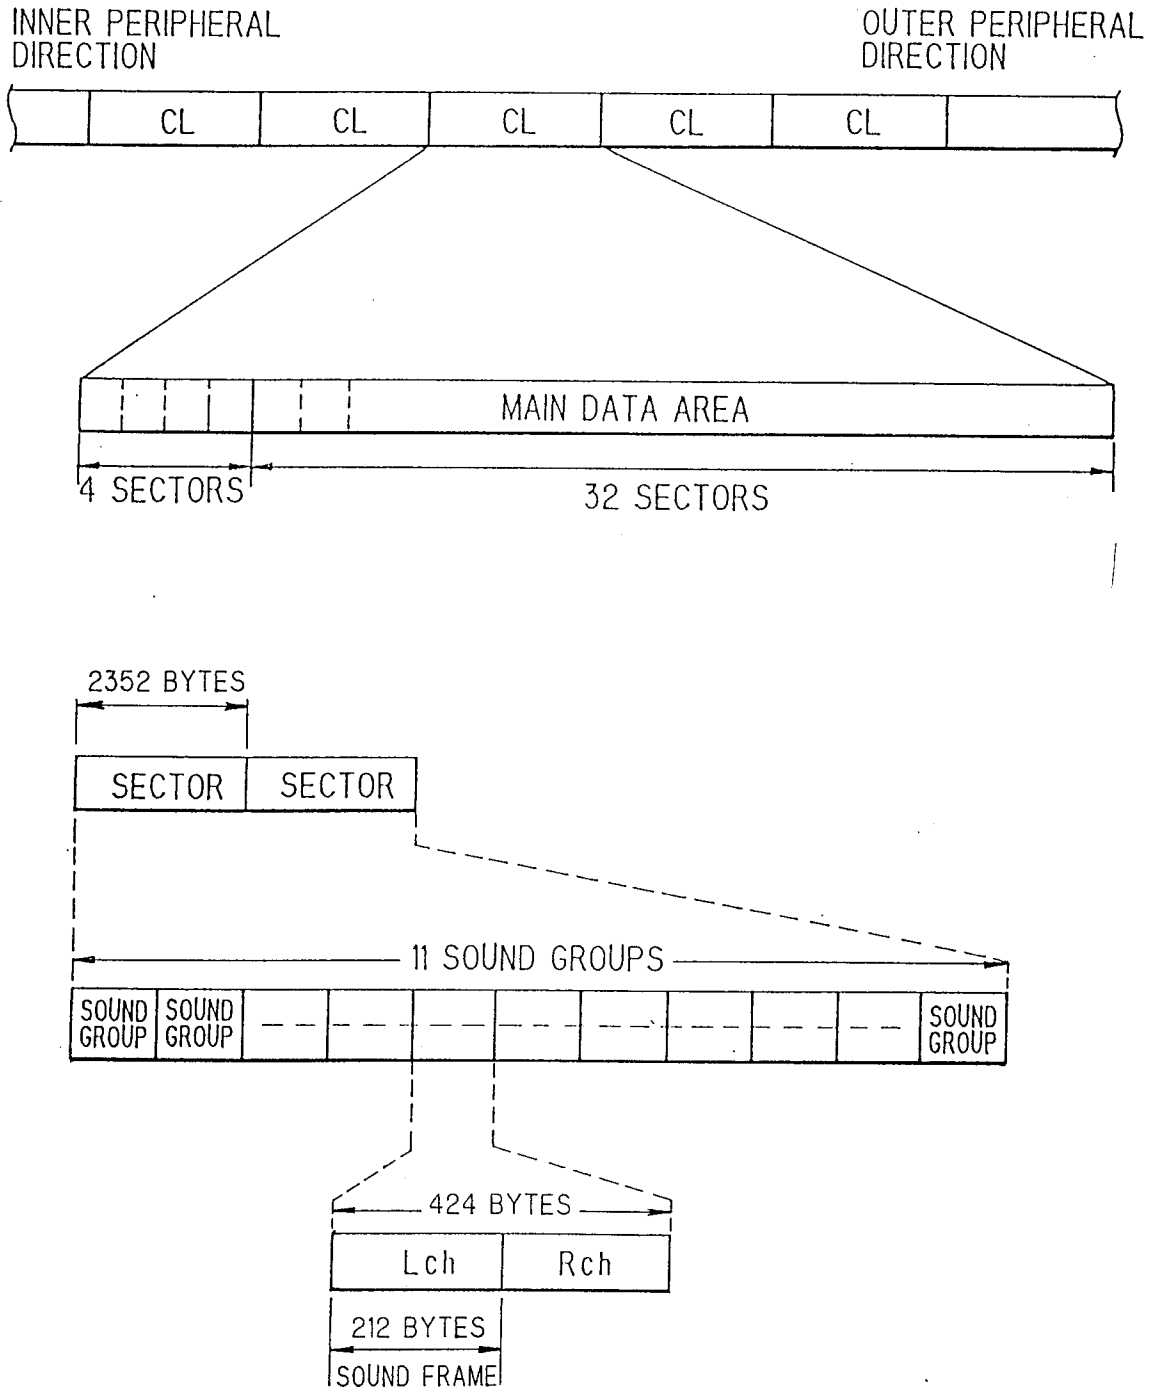 INNER PERIPHERAL
DIRECTION
OUTER PERIPHERAL
DIRECTION
CL
CL
CL
CL
CL
MAIN DATA AREA
4 SECTORS
32 SECTORS
2352 BYTES
SECTOR
SECTOR
11 SOUND GROUPS
SOUND
GROUP
SOUND
GROUP
SOUND
GROUP
424 BYTES
Lch
Rch
212 BYTES
SOUND FRAME